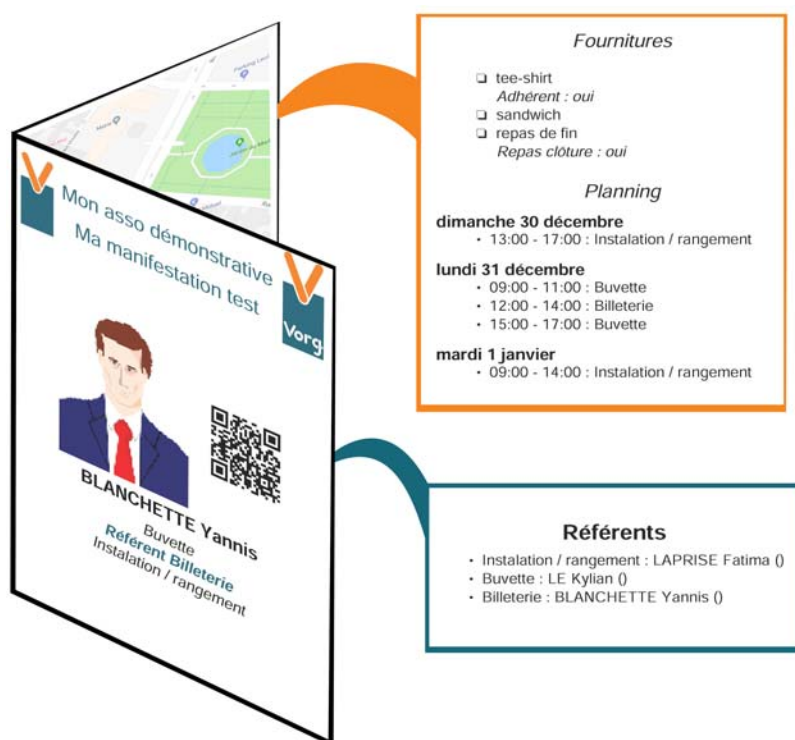 Parking Leul
Mairie
Mon asso démonstrative
Ma manifestation test
Vorg
BLANCHETTE Yannis
Buvette
Référent Billeterie
Instalation / rangement
Fournitures
❑ tee-shirt
Adhérent : oui
❑ sandwich
❑ repas de fin
Repas clôture : oui
Planning
dimanche 30 décembre
• 13:00 - 17:00 : Instalation / rangement
lundi 31 décembre
• 09:00 - 11:00 : Buvette
• 12:00 - 14:00 : Billeterie
• 15:00 - 17:00 : Buvette
mardi 1 janvier
• 09:00 - 14:00 : Instalation / rangement
Référents
• Instalation / rangement : LAPRISE Fatima ()
• Buvette : LE Kylian ()
• Billeterie : BLANCHETTE Yannis ()